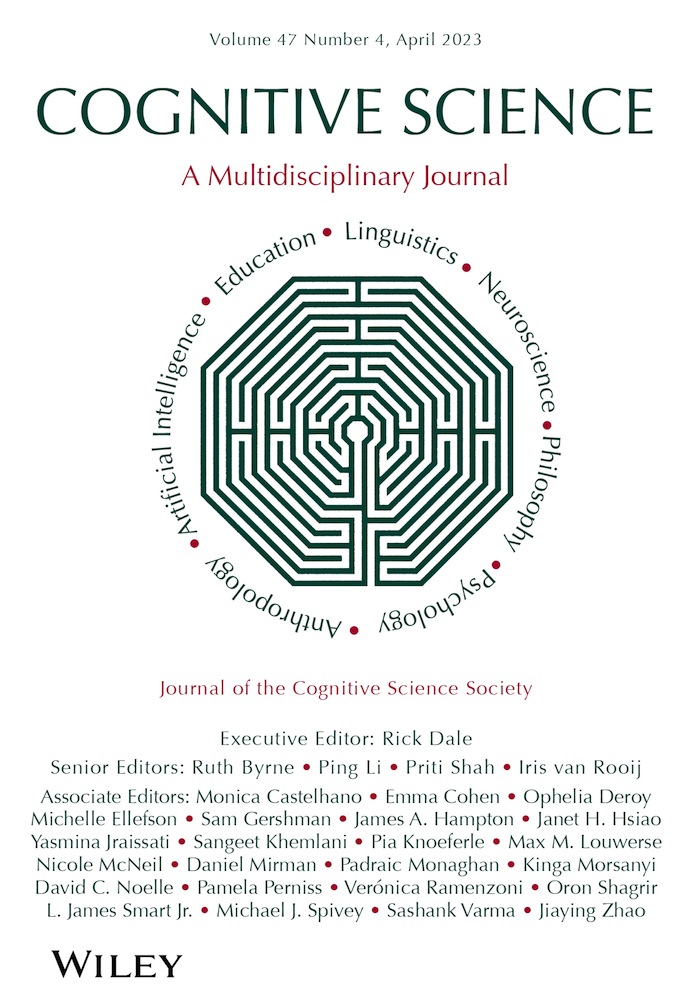 Volume 47 Number 4, April 2023
COGNITIVE SCIENCE
A Multidisciplinary Journal
Artificial Intelligence • Education • Linguistics • Neuroscience • Philosophy • Psychology • Anthropology •
Journal of the Cognitive Science Society
Executive Editor: Rick Dale
Senior Editors: Ruth Byrne • Ping Li • Priti Shah • Iris van Rooij
Associate Editors: Monica Castelhano • Emma Cohen • Ophelia Deroy
Michelle Ellefson • Sam Gershman • James A. Hampton • Janet H. Hsiao
Yasmina Jraissati • Sangeet Khemlani • Pia Knoeferle • Max M. Louwerse
Nicole McNeil • Daniel Mirman • Padraic Monaghan • Kinga Morsanyi
David C. Noelle • Pamela Perniss • Verónica Ramenzoni • Oron Shagrir
L. James Smart Jr. • Michael J. Spivey • Sashank Varma • Jiaying Zhao
WILEY